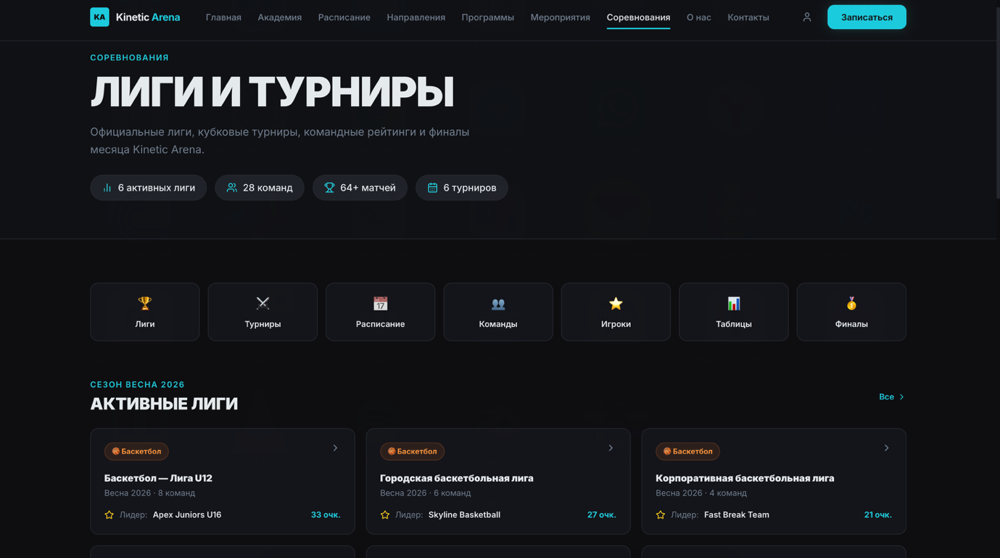 KA Kinetic Arena Главная Академия Расписание Направления Программы Мероприятия Соревнования О нас Контакты Записаться
СОРЕВНОВАНИЯ
ЛИГИ И ТУРНИРЫ
Официальные лиги, кубковые турниры, командные рейтинги и финалы
месяца Kinetic Arena.
6 активных лиги 28 команд 64+ матчей 6 турниров
17
Лиги Турниры Расписание Команды Игроки Таблицы Финалы
СЕЗОН ВЕСНА 2026
АКТИВНЫЕ ЛИГИ
Все
Баскетбол
Баскетбол — Лига U12
Весна 2026 · 8 команд
Лидер: Apex Juniors U16 33 очк.
Баскетбол
Городская баскетбольная лига
Весна 2026 · 6 команд
Лидер: Skyline Basketball 27 очк.
Баскетбол
Корпоративная баскетбольная лига
Весна 2026 · 4 команд
Лидер: Fast Break Team 21 очк.